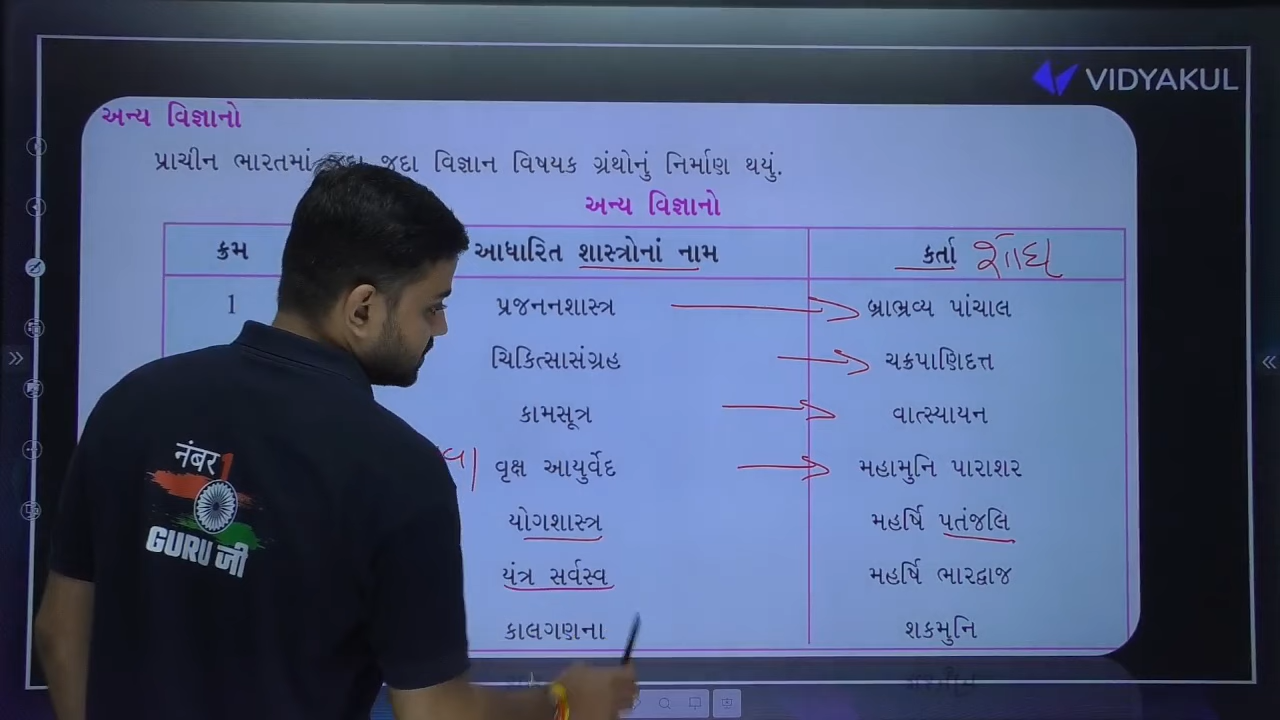 VIDYAKUL
અન્ય વિજ્ઞાનો
પ્રાચીન ભારતમાં જુદા જુદા વિજ્ઞાન વિષયક ગ્રંથોનું નિર્માણ થયું.
અન્ય વિજ્ઞાનો
ક્રમ આધારિત શાસ્ત્રોનાં નામ કર્તા
1 પ્રજનનશાસ્ત્ર બ્રાભ્રવ્ય પાંચાલ
ચિકિત્સાસંગ્રહ ચક્રપાણિદત્ત
કામસૂત્ર વાત્સ્યાયન
વૃક્ષ આયુર્વેદ મહામુનિ પારાશર
યોગશાસ્ત્ર મહર્ષિ પતંજલિ
યંત્ર સર્વસ્વ મહર્ષિ ભારદ્વાજ
કાલગણના શકમુનિ
नंबर 1
GURU जी